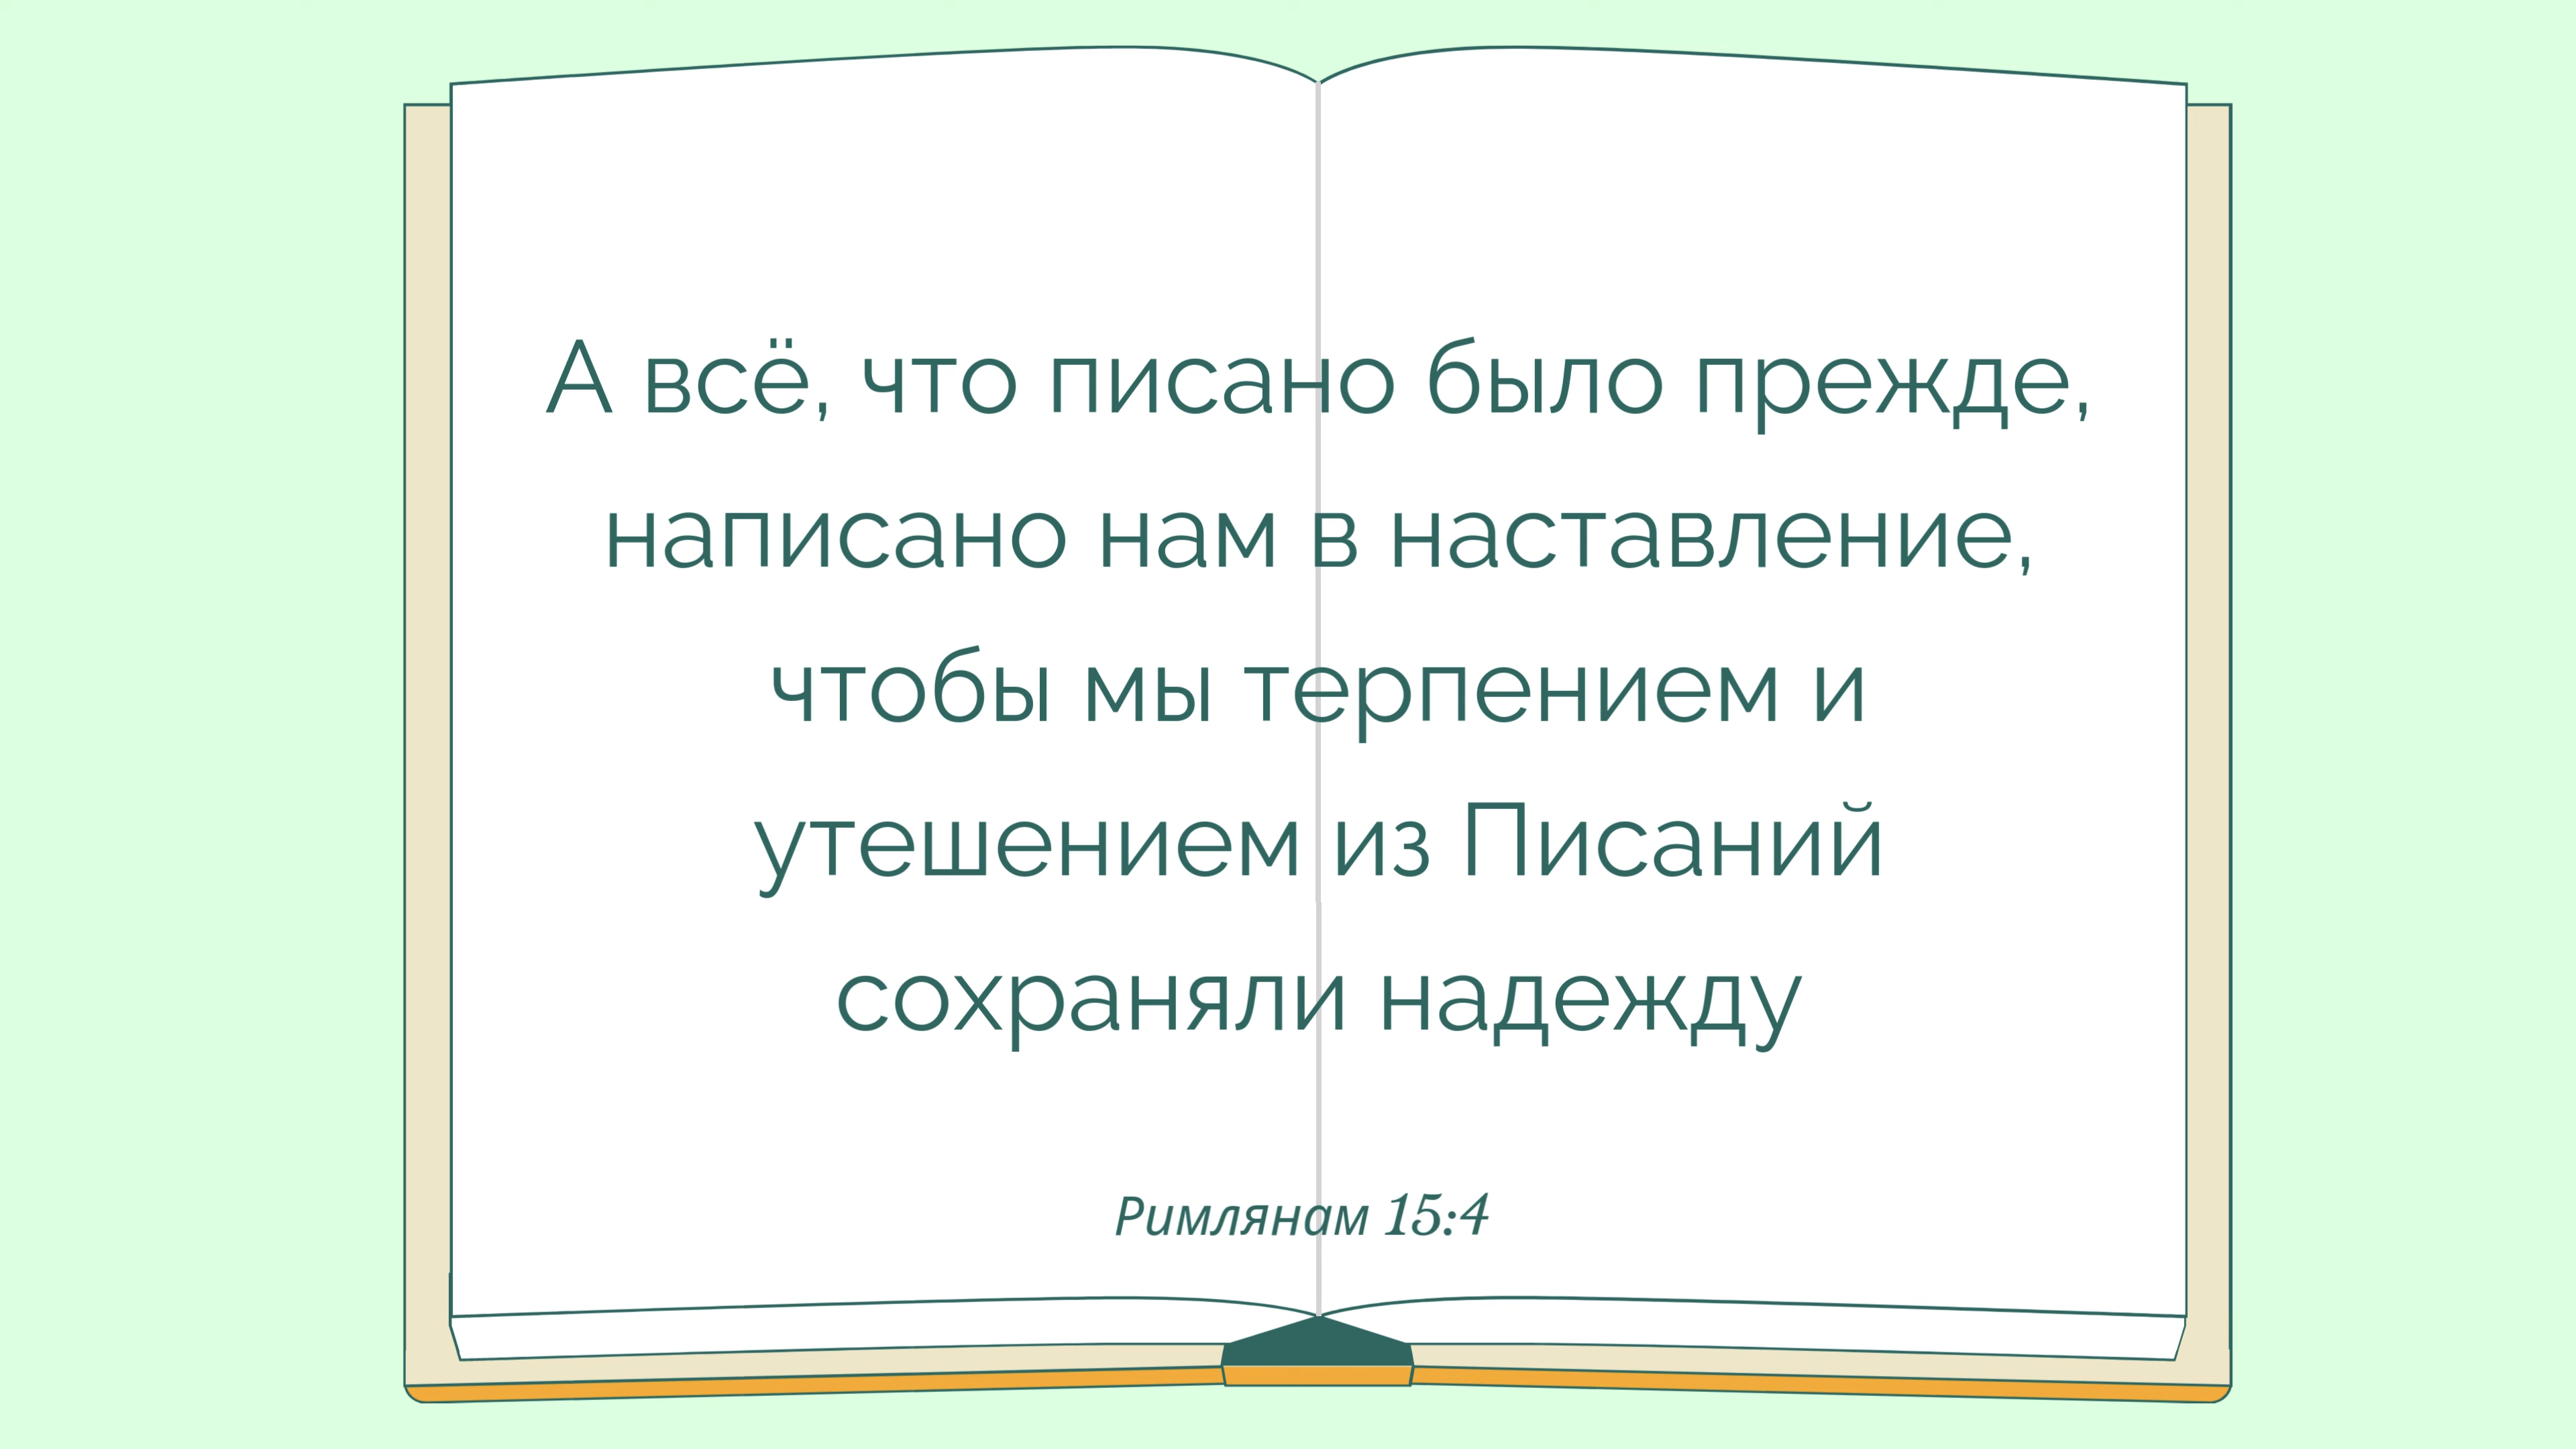 А всё, что писано было прежде,
написано нам в наставление,
чтобы мы терпением и
утешением из Писаний
сохраняли надежду
Римлянам 15:4